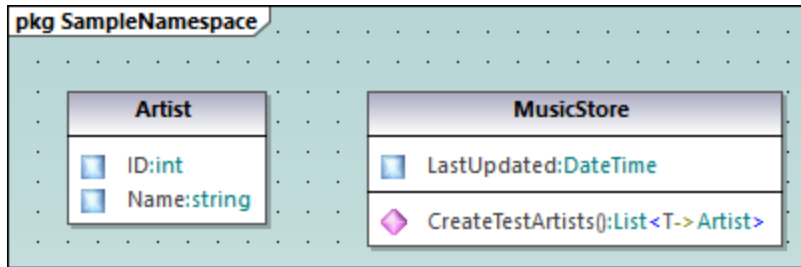 pkg SampleNamespace
Artist
ID:int
Name:string
MusicStore
LastUpdated:DateTime
CreateTestArtists():List<T->Artist>